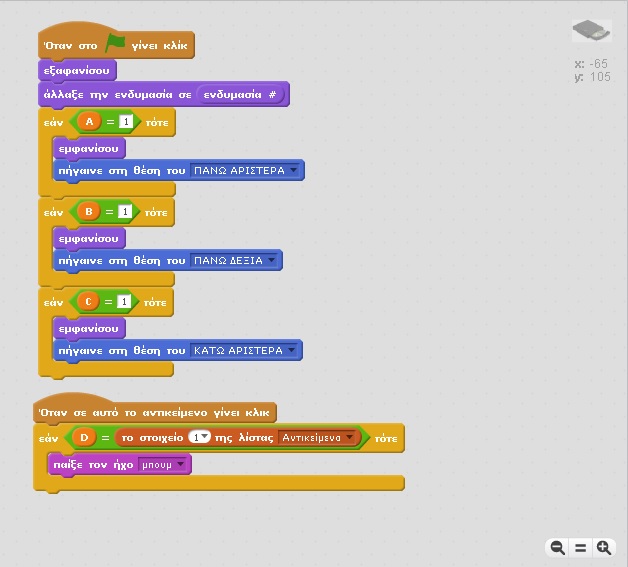 Όταν στο γίνει κλίκ
εξαφανίσου
άλλαξε την ενδυμασία σε ενδυμασία #
εάν A = 1 τότε
εμφανίσου
πήγαινε στη θέση του ΠΑΝΩ ΑΡΙΣΤΕΡΑ
εάν B = 1 τότε
εμφανίσου
πήγαινε στη θέση του ΠΑΝΩ ΔΕΞΙΑ
εάν C = 1 τότε
εμφανίσου
πήγαινε στη θέση του ΚΑΤΩ ΑΡΙΣΤΕΡΑ
Όταν σε αυτό το αντικείμενο γίνει κλικ
εάν D = το στοιχείο 1 της λίστας Αντικείμενα τότε
παίξε τον ήχο μπουμ
x: -65
y: 105